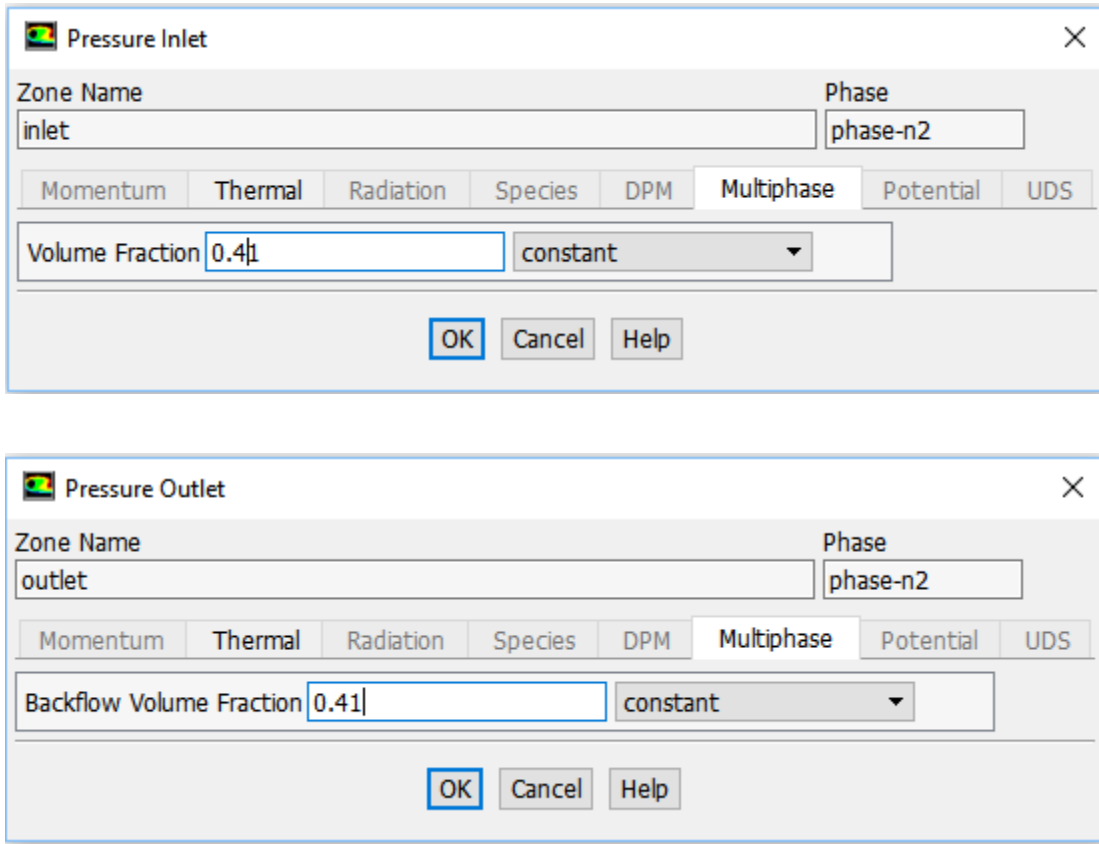 Pressure Inlet
Zone Name Phase
inlet phase-n2
Momentum Thermal Radiation Species DPM Multiphase Potential UDS
Volume Fraction 0.41 constant
OK Cancel Help
Pressure Outlet
Zone Name Phase
outlet phase-n2
Momentum Thermal Radiation Species DPM Multiphase Potential UDS
Backflow Volume Fraction 0.41 constant
OK Cancel Help